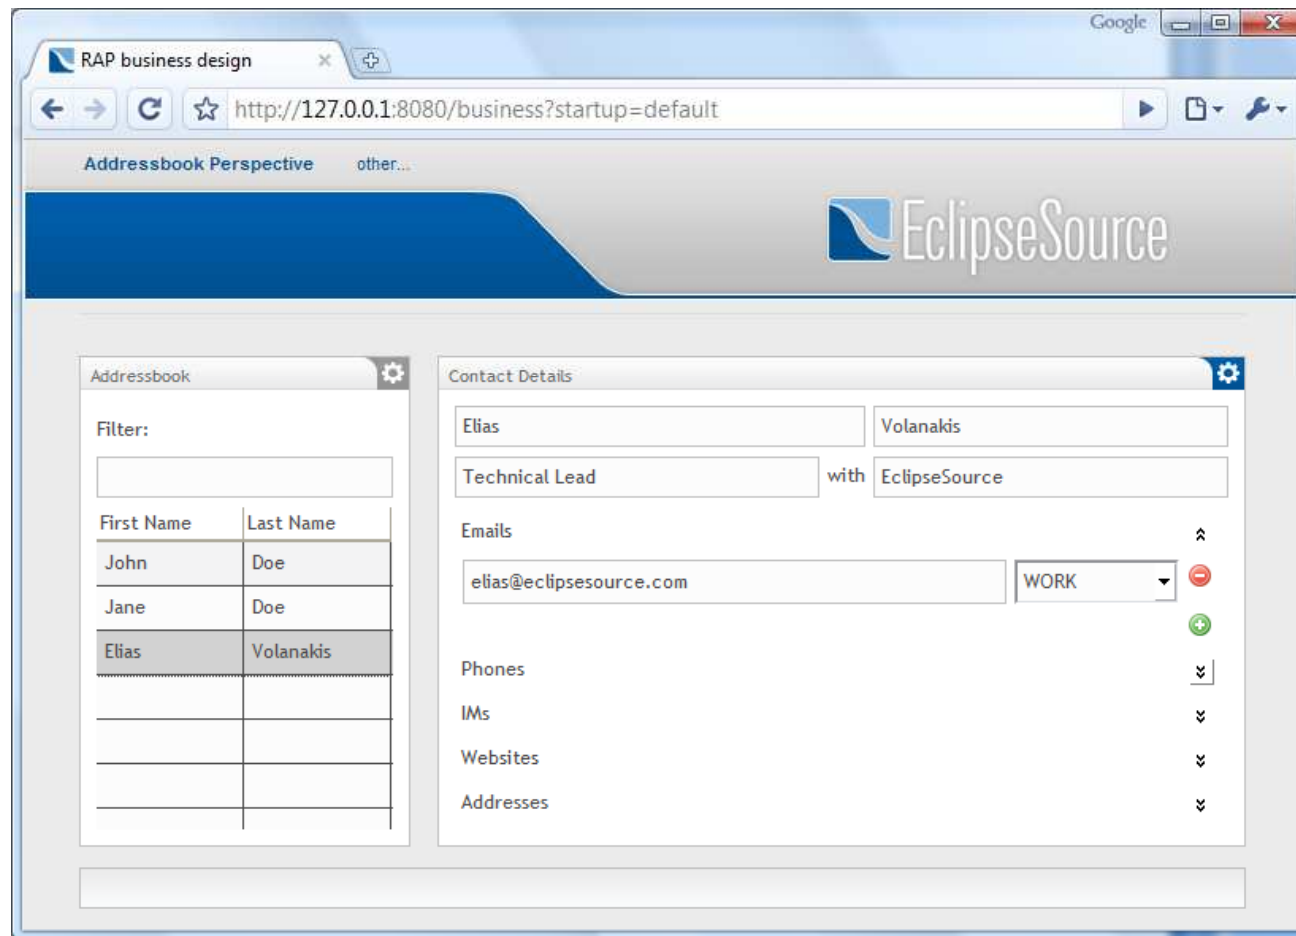 Google
RAP business design
http://127.0.0.1:8080/business?startup=default
Addressbook Perspective other...
EclipseSource
Addressbook
Filter:
First Name Last Name
John Doe
Jane Doe
Elias Volanakis
Contact Details
Elias Volanakis
Technical Lead with EclipseSource
Emails
elias@eclipsesource.com WORK
Phones
IMs
Websites
Addresses